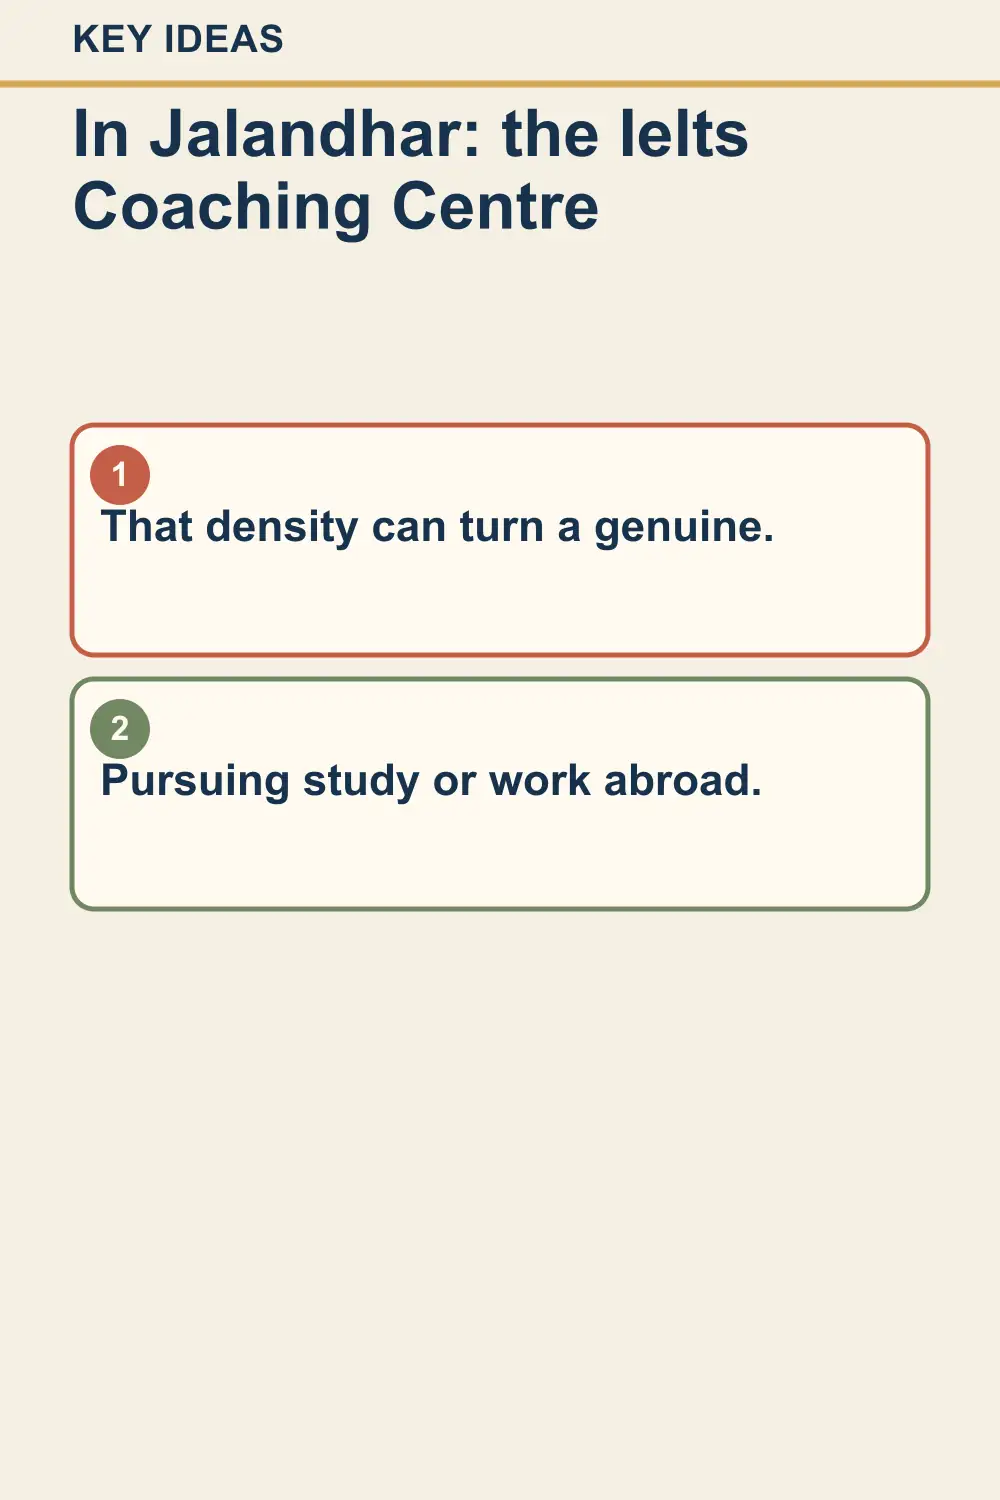 KEY IDEAS
In Jalandhar: the Ielts
Coaching Centre
1
That density can turn a genuine.
2
Pursuing study or work abroad.